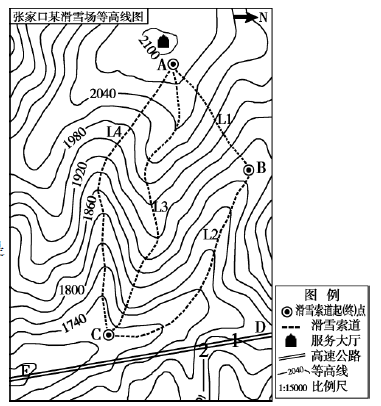 张家口某滑雪场等高线图
N
2100
A
2040
L4
L1
1980
B
1920
L3
1860
L2
1800
1740
C
D
1
2
E
图 例
滑雪索道起(终)点
滑雪索道
服务大厅
高速公路
2040 等高线
1:15000 比例尺